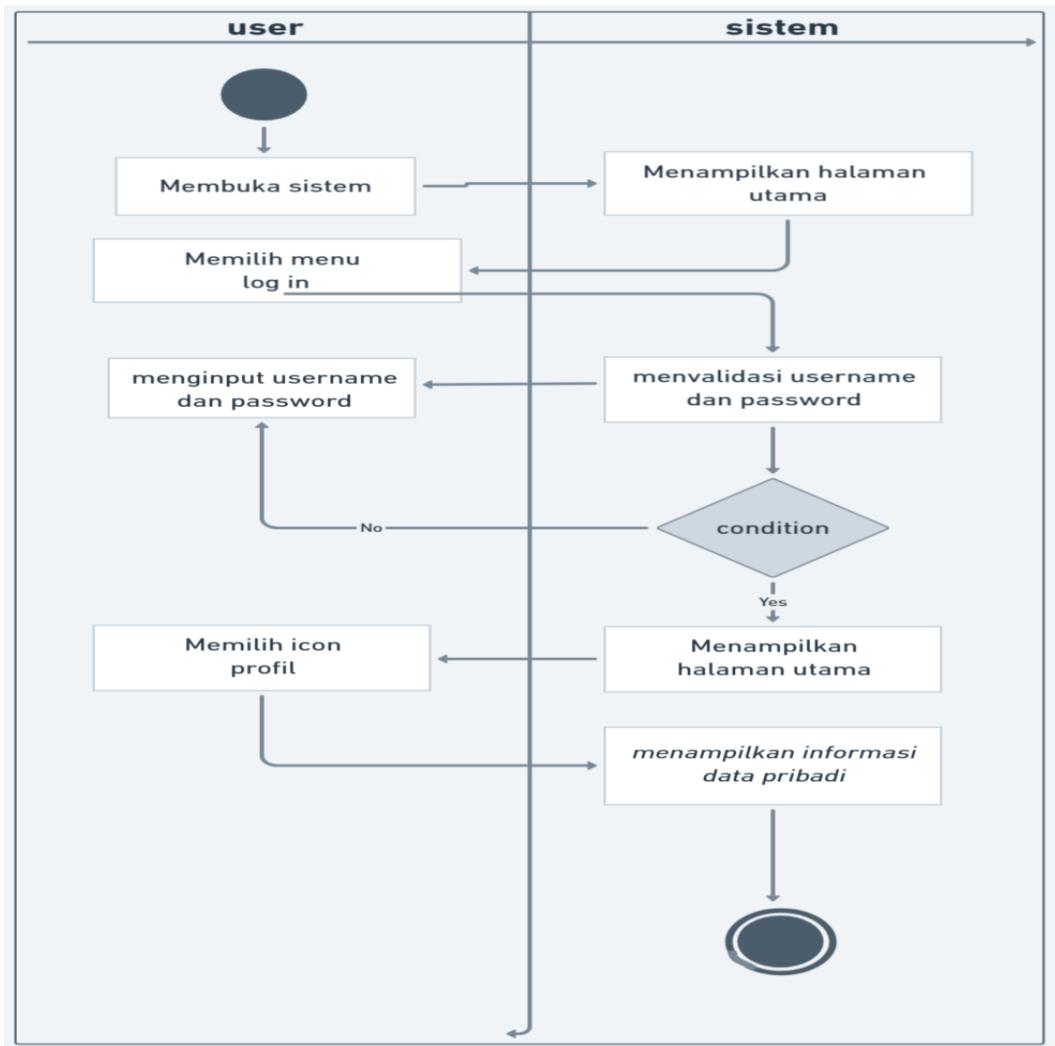 user
sistem
Membuka sistem
Menampilkan halaman
utama
Memilih menu
log in
menginput username
dan password
menvalidasi username
dan password
condition
No
Yes
Memilih icon
profil
Menampilkan
halaman utama
menampilkan informasi
data pribadi